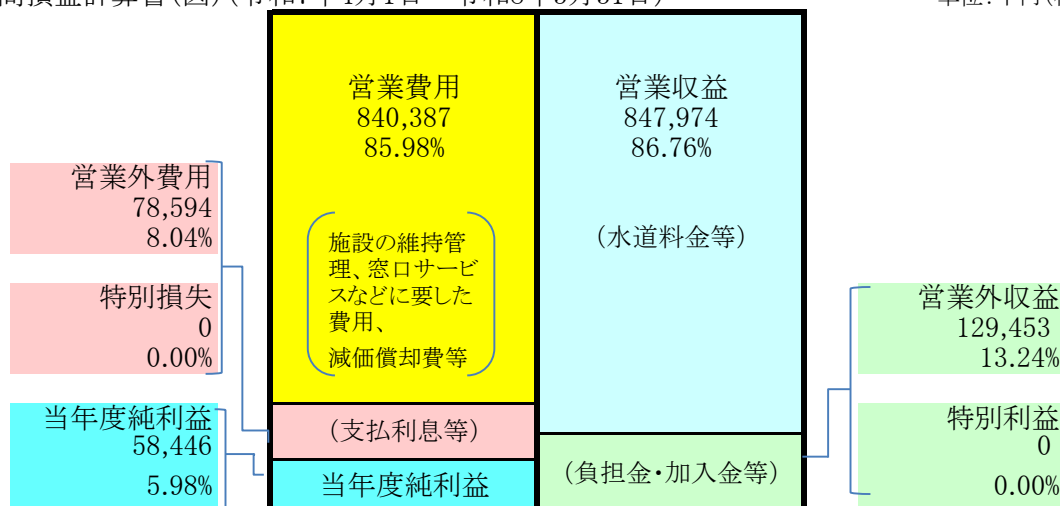 営業費用
840,387
85.98%
施設の維持管
理、窓口サービ
スなどに要した
費用、
減価償却費等
営業収益
847,974
86.76%
(水道料金等)
営業外費用
78,594
8.04%
特別損失
0
0.00%
当年度純利益
58,446
5.98%
(支払利息等)
当年度純利益
(負担金・加入金等)
営業外収益
129,453
13.24%
特別利益
0
0.00%